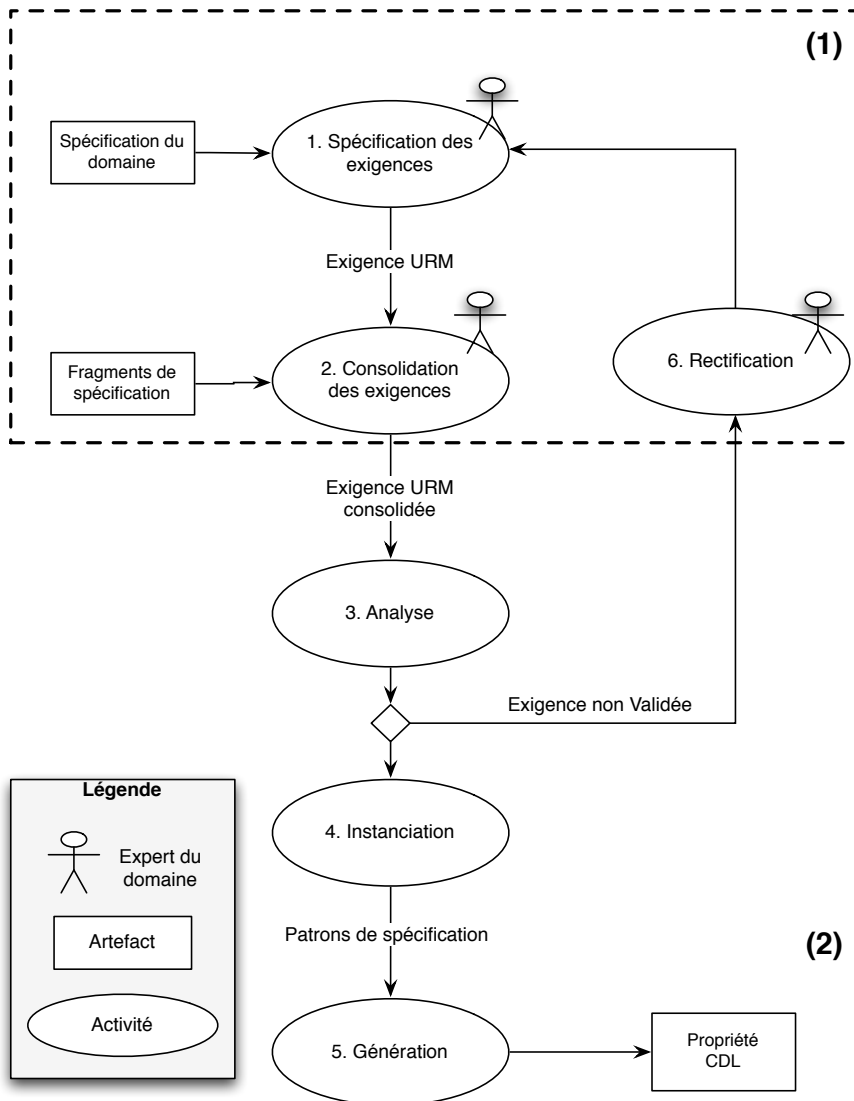 (1)
Spécification du
domaine
1. Spécification des
exigences
Exigence URM
Fragments de
spécification
2. Consolidation
des exigences
6. Rectification
Exigence URM
consolidée
3. Analyse
Exigence non Validée
4. Instanciation
Patrons de spécification
(2)
5. Génération
Propriété
CDL
Légende
Expert du
domaine
Artefact
Activité